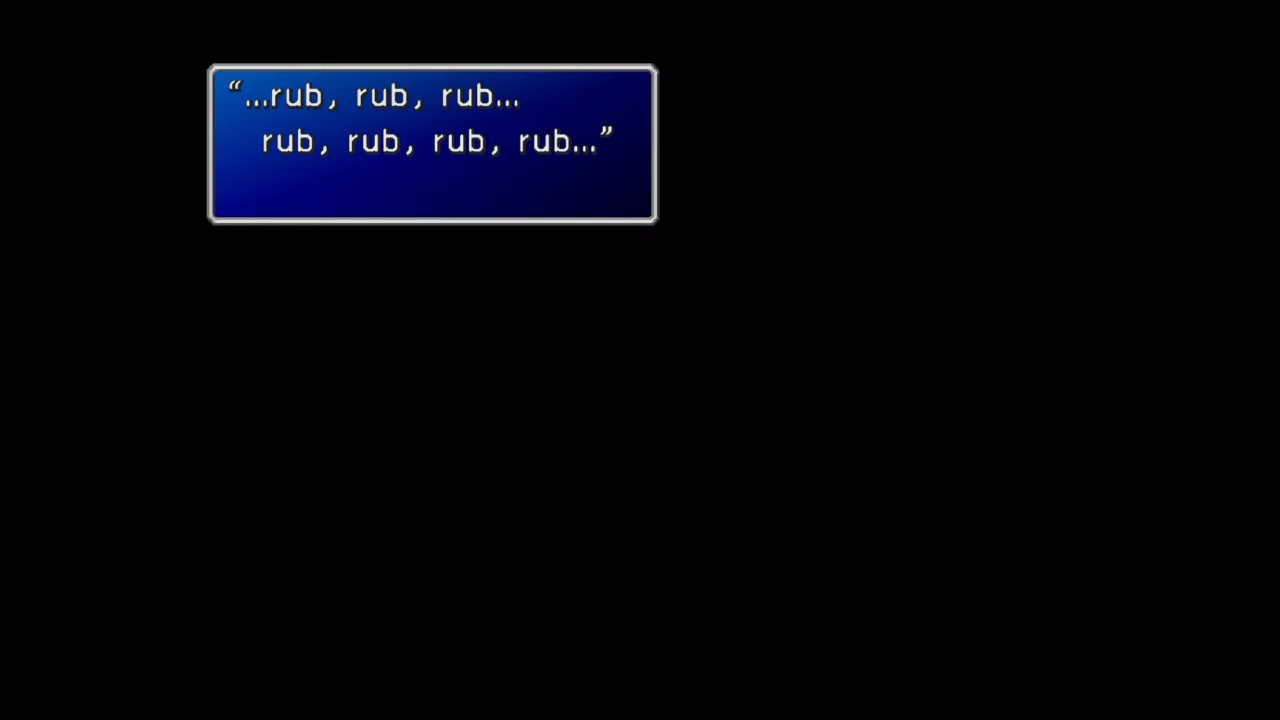 “…rub, rub, rub…
rub, rub, rub, rub…”